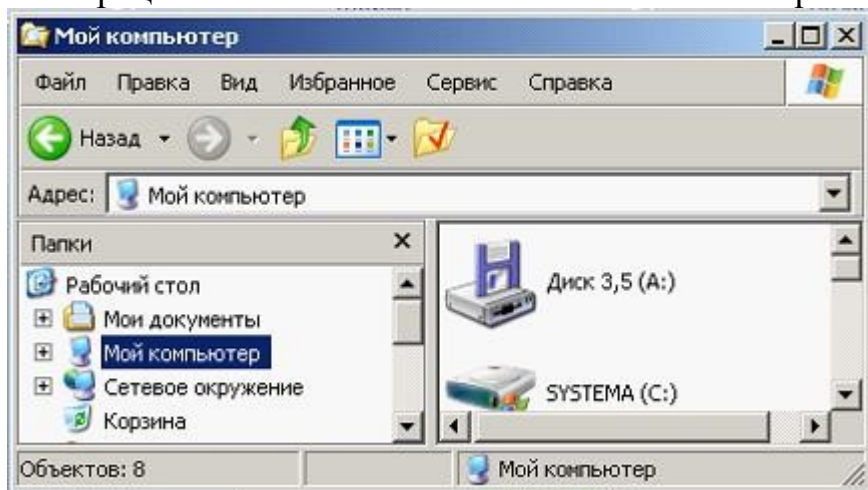 Мой компьютер
Файл Правка Вид Избранное Сервис Справка
Назад
Адрес: Мой компьютер
Папки
Рабочий стол
Мои документы
Мой компьютер
Сетевое окружение
Корзина
Диск 3,5 (A:)
SYSTEMA (C:)
Объектов: 8
Мой компьютер